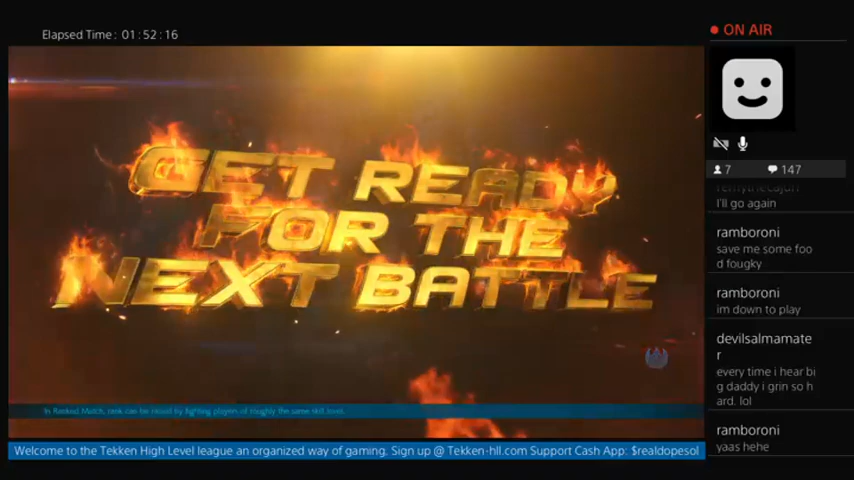 Elapsed Time: 01:52:16
ON AIR
GET READY
FOR THE
NEXT BATTLE
7
147
I'll go again
ramboroni
save me some foo
d fougky
ramboroni
im down to play
devilsalmamate
r
every time i hear bi
g daddy i grin so h
ard. lol
ramboroni
yaas hehe
In Ranked Match, rank can be raised by fighting players of roughly the same skill level.
Welcome to the Tekken High Level league an organized way of gaming. Sign up @ Tekken-hll.com Support Cash App: $realdopesol